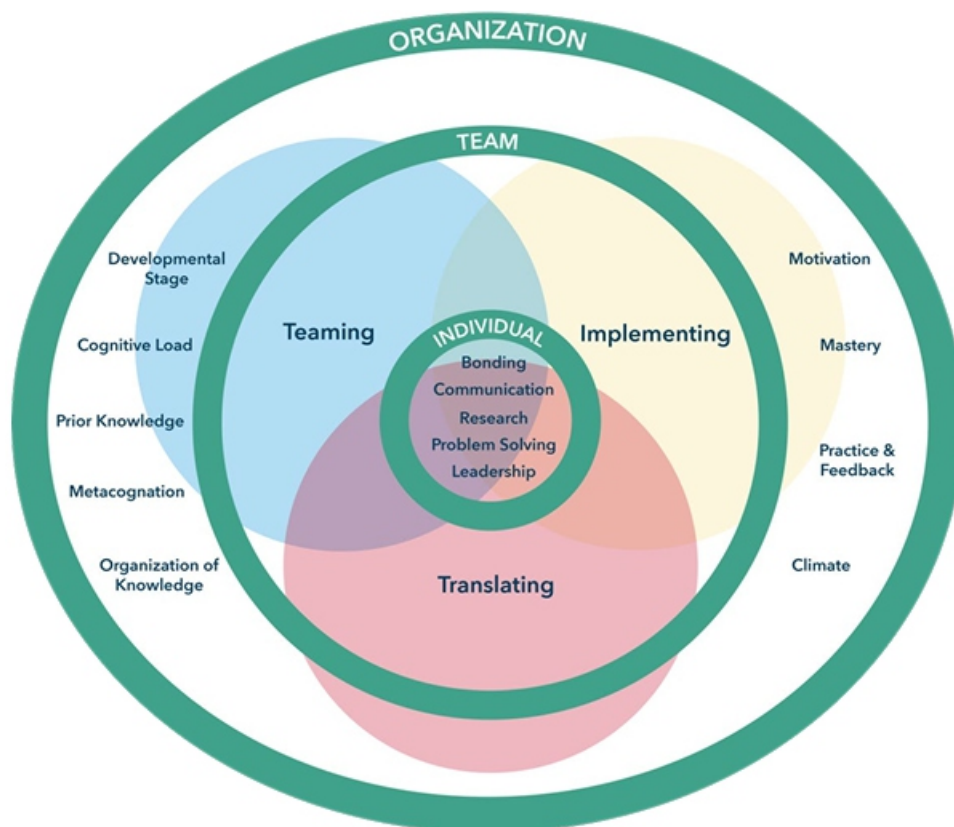 ORGANIZATION
TEAM
Developmental
Stage
Cognitive Load
Prior Knowledge
Metacognation
Organization of
Knowledge
Teaming
Implementing
INDIVIDUAL
Bonding
Communication
Research
Problem Solving
Leadership
Translating
Motivation
Mastery
Practice &
Feedback
Climate